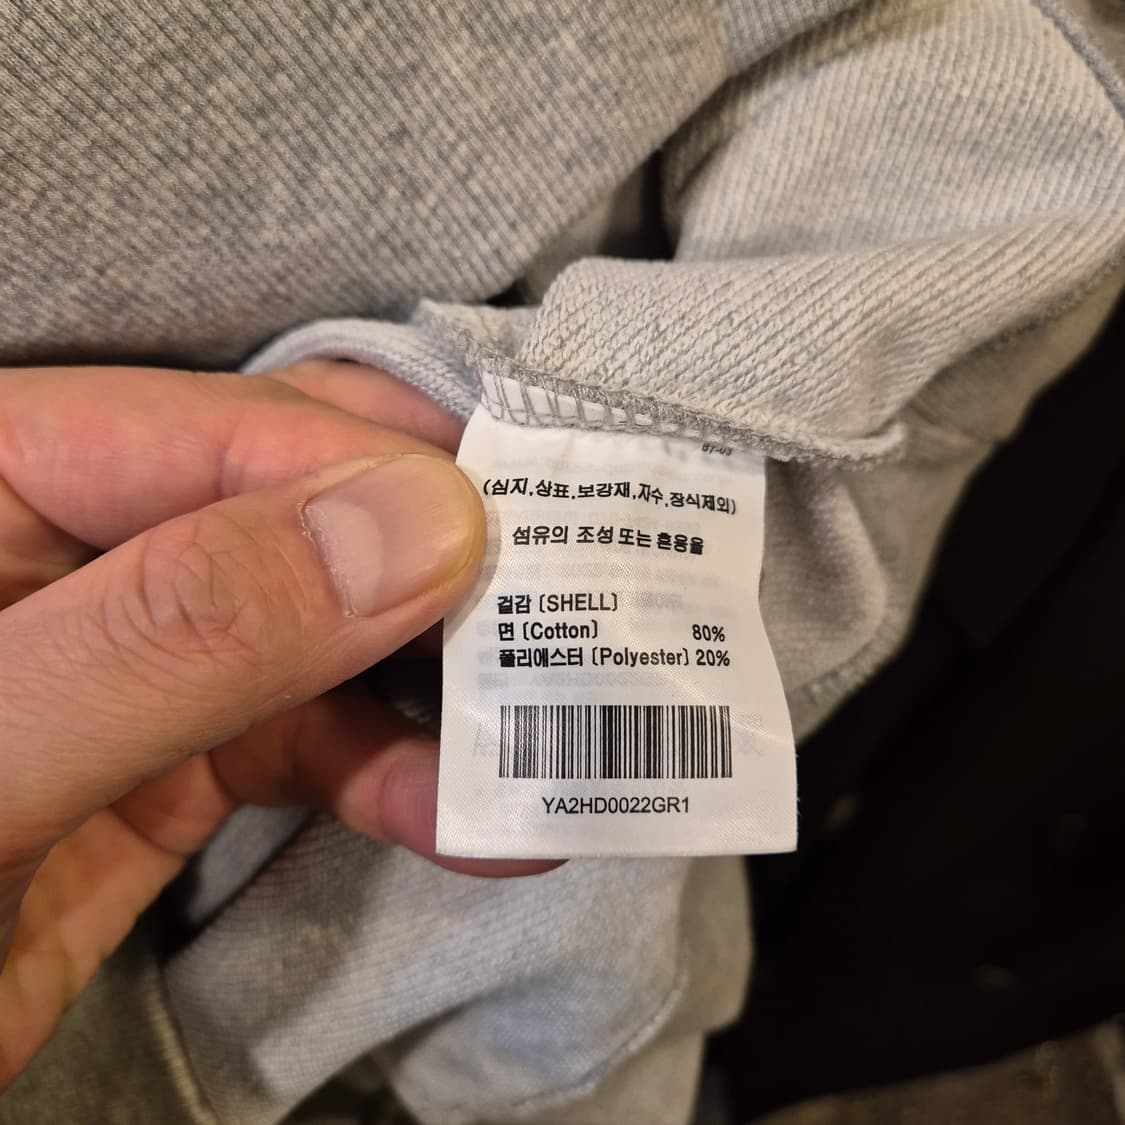 (심지,상표,보강재,자수,장식제외)
섬유의 조성 또는 혼용율
겉감 (SHELL)
면 (Cotton) 80%
폴리에스터 (Polyester) 20%
YA2HD0022GR1